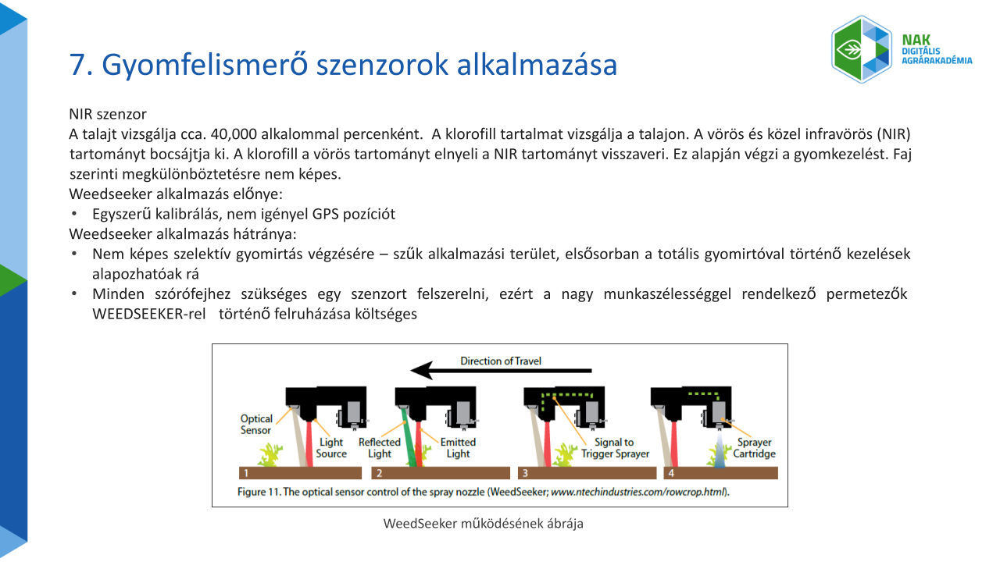 7. Gyomfelismerő szenzorok alkalmazása
NAK
DIGITÁLIS
AGRÁRAKADÉMIA
NIR szenzor
A talajt vizsgálja cca. 40,000 alkalommal percenként. A klorofill tartalmat vizsgálja a talajon. A vörös és közel infravörös (NIR)
tartományt bocsájtja ki. A klorofill a vörös tartományt elnyeli a NIR tartományt visszaveri. Ez alapján végzi a gyomkezelést. Faj
szerinti megkülönböztetésre nem képes.
Weedseeker alkalmazás előnye:
• Egyszerű kalibrálás, nem igényel GPS pozíciót
Weedseeker alkalmazás hátránya:
• Nem képes szelektív gyomirtás végzésére – szűk alkalmazási terület, elsősorban a totális gyomirtóval történő kezelések
alapozhatóak rá
• Minden szórófejhez szükséges egy szenzort felszerelni, ezért a nagy munkaszélességgel rendelkező permetezők
WEEDSEEKER-rel történő felruházása költséges
Direction of Travel
Optical
Sensor
Light
Source
Reflected
Light
Emitted
Light
Signal to
Trigger Sprayer
Sprayer
Cartridge
1
2
3
4
Figure 11. The optical sensor control of the spray nozzle (WeedSeeker; www.ntechindustries.com/rowcrop.html).
WeedSeeker működésének ábrája